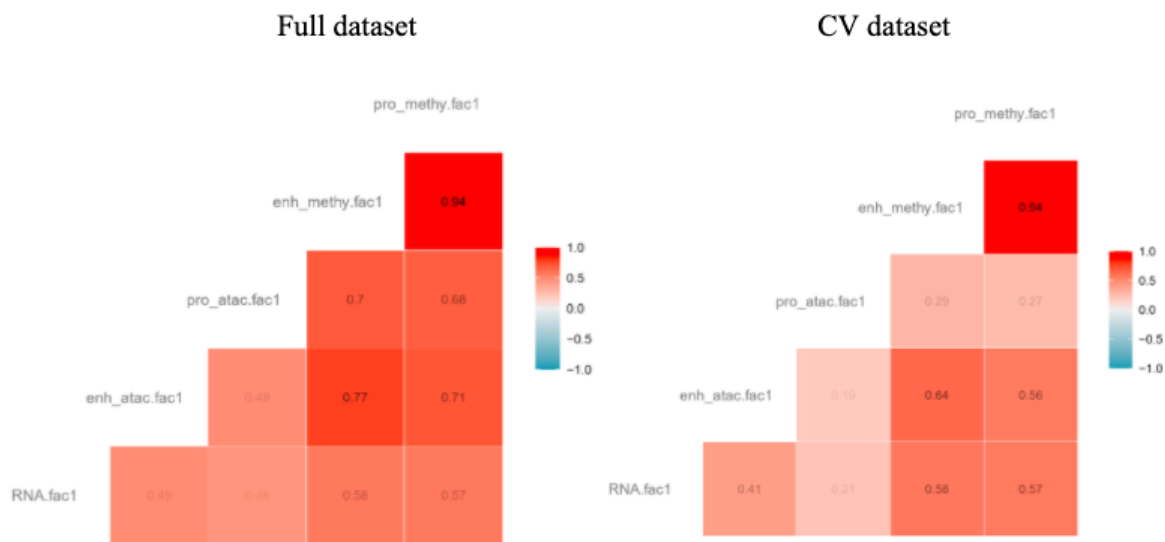 Full dataset
CV dataset
pro_methy.fac1
enh_methy.fac1
0.94
pro_atac.fac1
0.7 0.68
enh_atac.fac1
0.49 0.77 0.71
RNA.fac1
0.49 0.46 0.58 0.57
1.0
0.5
0.0
−0.5
−1.0
pro_methy.fac1
enh_methy.fac1
0.94
pro_atac.fac1
0.29 0.27
enh_atac.fac1
0.19 0.64 0.56
RNA.fac1
0.41 0.21 0.58 0.57
1.0
0.5
0.0
−0.5
−1.0